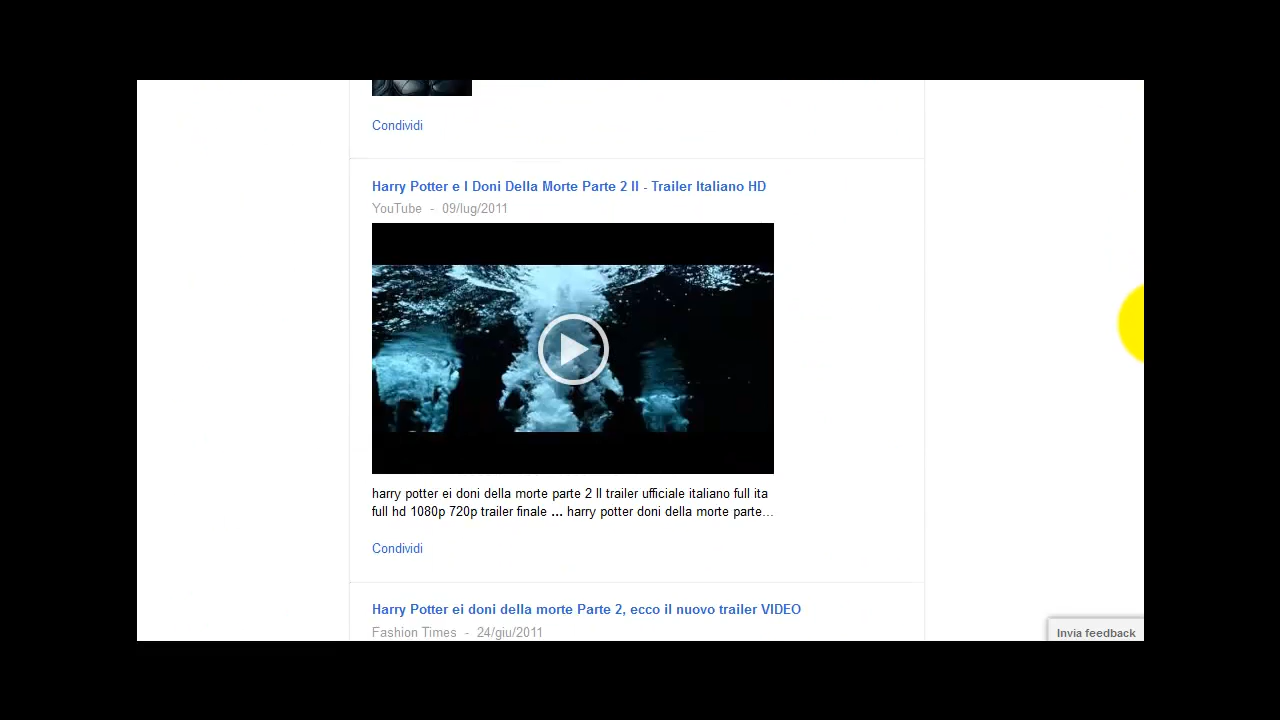 Condividi
Harry Potter e I Doni Della Morte Parte 2 II - Trailer Italiano HD
YouTube - 09/lug/2011
harry potter ei doni della morte parte 2 II trailer ufficiale italiano full ita
full hd 1080p 720p trailer finale ... harry potter doni della morte parte...
Condividi
Harry Potter ei doni della morte Parte 2, ecco il nuovo trailer VIDEO
Fashion Times - 24/giu/2011
Invia feedback